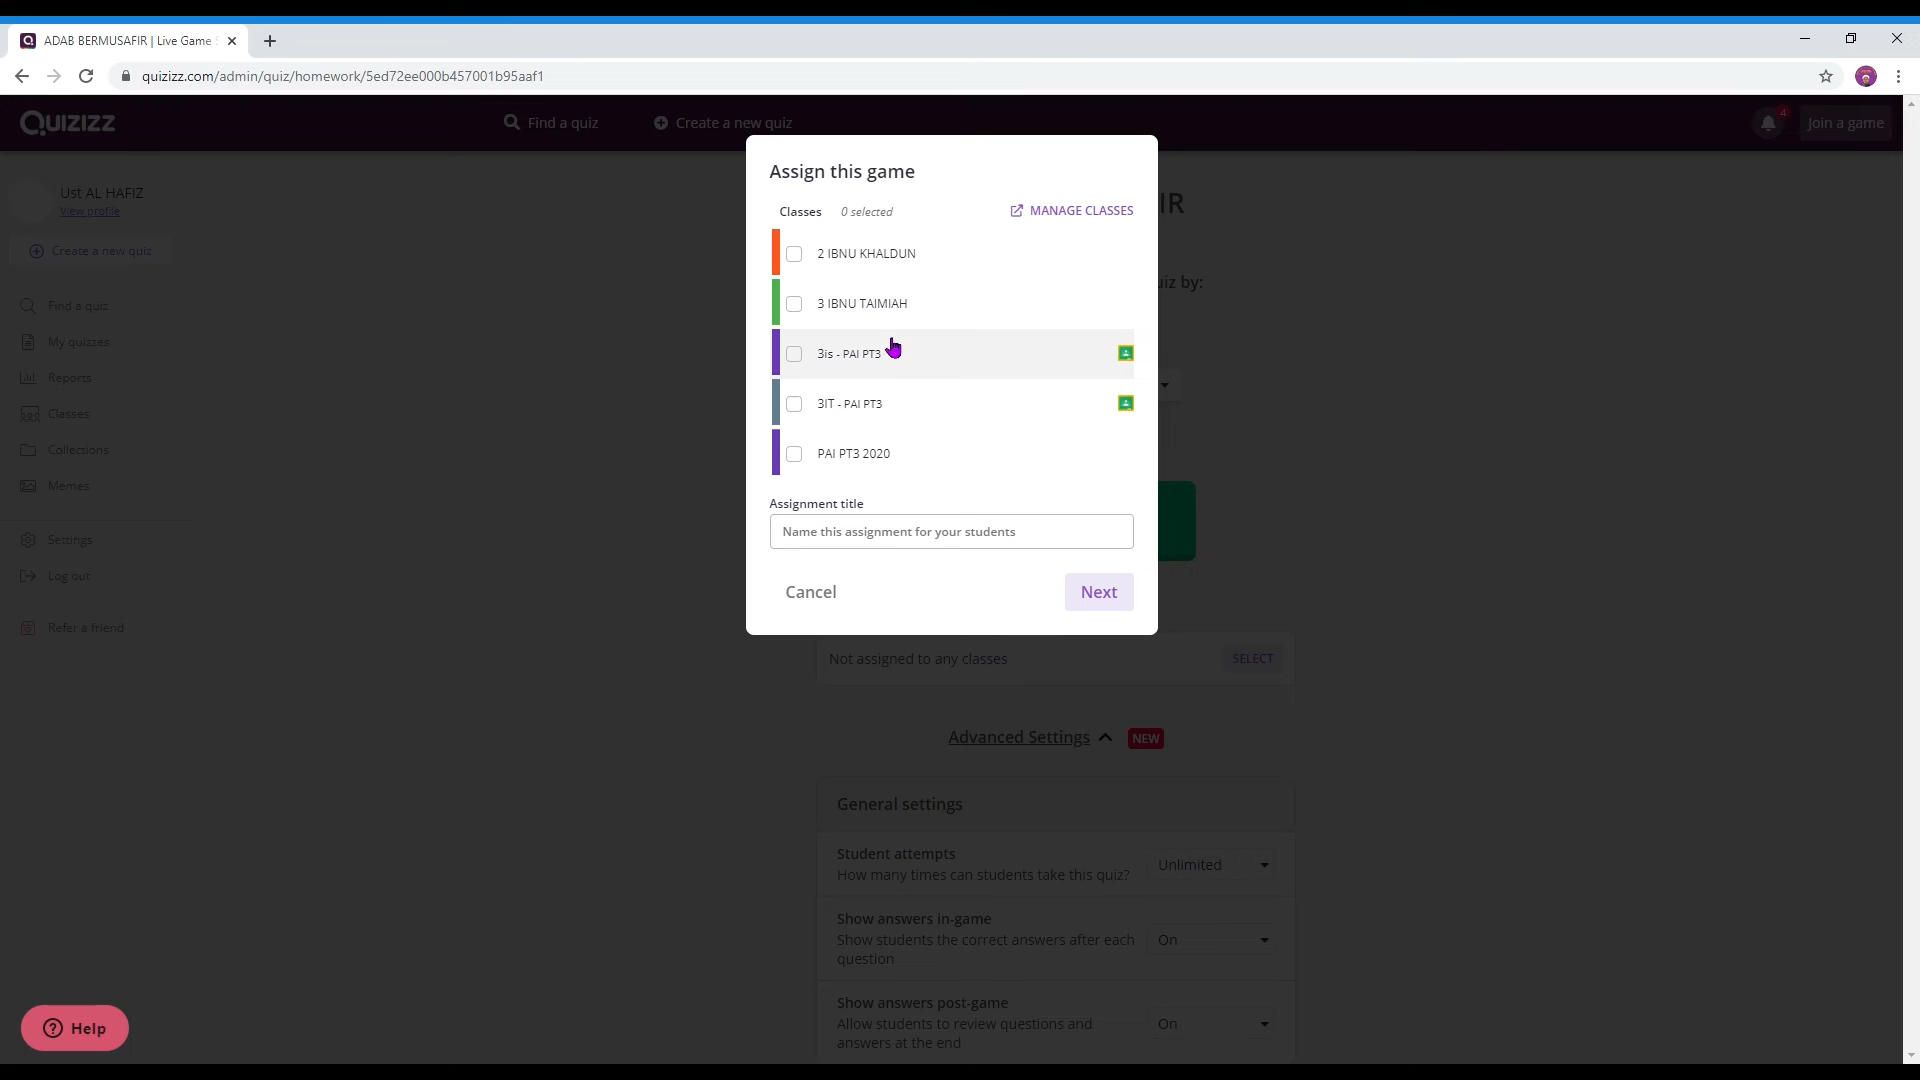 ADAB BERMUSAFIR | Live Game S
quizizz.com/admin/quiz/homework/5ed72ee000b457001b95aaf1
Quizizz
Find a quiz
Create a new quiz
4
Join a game
Ust AL HAFIZ
View profile
Create a new quiz
Find a quiz
My quizzes
Reports
Classes
Collections
Memes
Settings
Log out
Refer a friend
Help
IR
uiz by:
Assign this game
Classes 0 selected MANAGE CLASSES
2 IBNU KHALDUN
3 IBNU TAIMIAH
3is - PAI PT3
3IT - PAI PT3
PAI PT3 2020
Assignment title
Name this assignment for your students
Cancel Next
Not assigned to any classes SELECT
Advanced Settings NEW
General settings
Student attempts
How many times can students take this quiz? Unlimited
Show answers in-game
Show students the correct answers after each
question
On
Show answers post-game
Allow students to review questions and
answers at the end
On